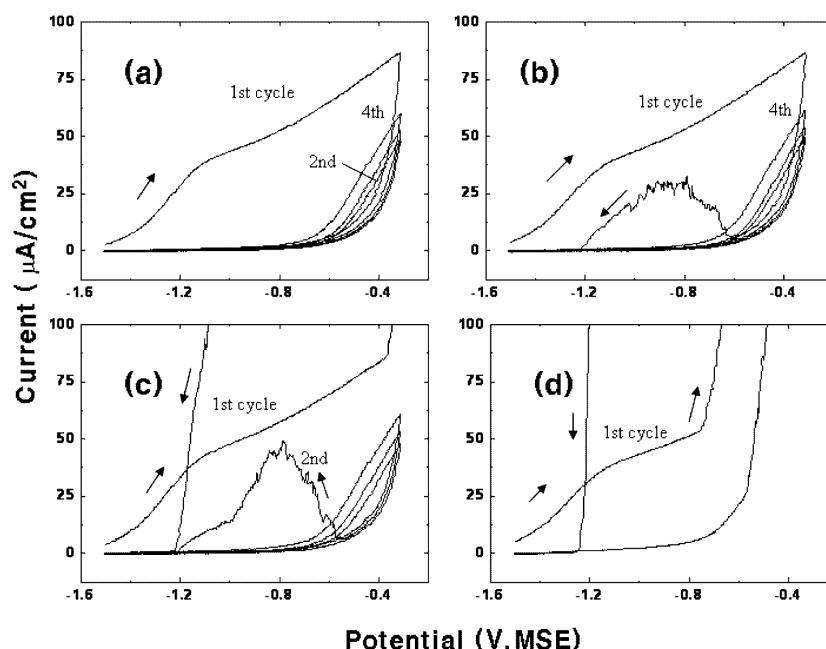 100
75
50
25
0
(a)
1st cycle
4th
2nd
-1.6
-1.2
-0.8
-0.4
100
75
50
25
0
(b)
1st cycle
4th
-1.6
-1.2
-0.8
-0.4
100
75
50
25
0
(c)
1st cycle
2nd
-1.6
-1.2
-0.8
-0.4
100
75
50
25
0
(d)
1st cycle
-1.6
-1.2
-0.8
-0.4
Current ( μA/cm²)
Potential (V.MSE)